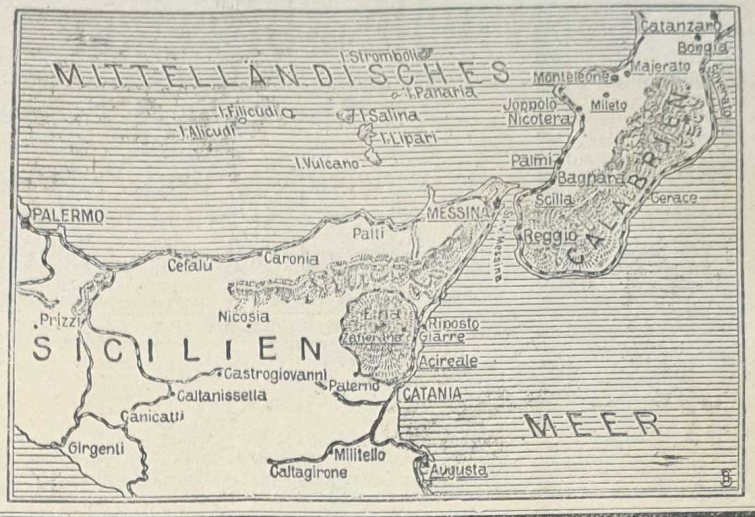 Catanzaro
Borgia
I. Stromboli
MITTELLÄNDISCHES
Monteleone
Majerato
I. Panaria
Mileto
Joppolo
Nicotera
I. Filicudi
I. Salina
I. Alicudi
I. Lipari
I. Vulcano
Palmi
Bagnara
CALABRIEN
Gerace
Scilla
PALERMO
MESSINA
Str. v. Messina
Reggio
Patti
Cefalù
Caronia
Prizzi
Nicosia
Etna
Zafferana
Riposto
Giarre
SICILIEN
Acireale
Castrogiovanni
Paterno
Caltanissetta
CATANIA
Canicatti
MEER
Girgenti
Militello
Caltagirone
Augusta